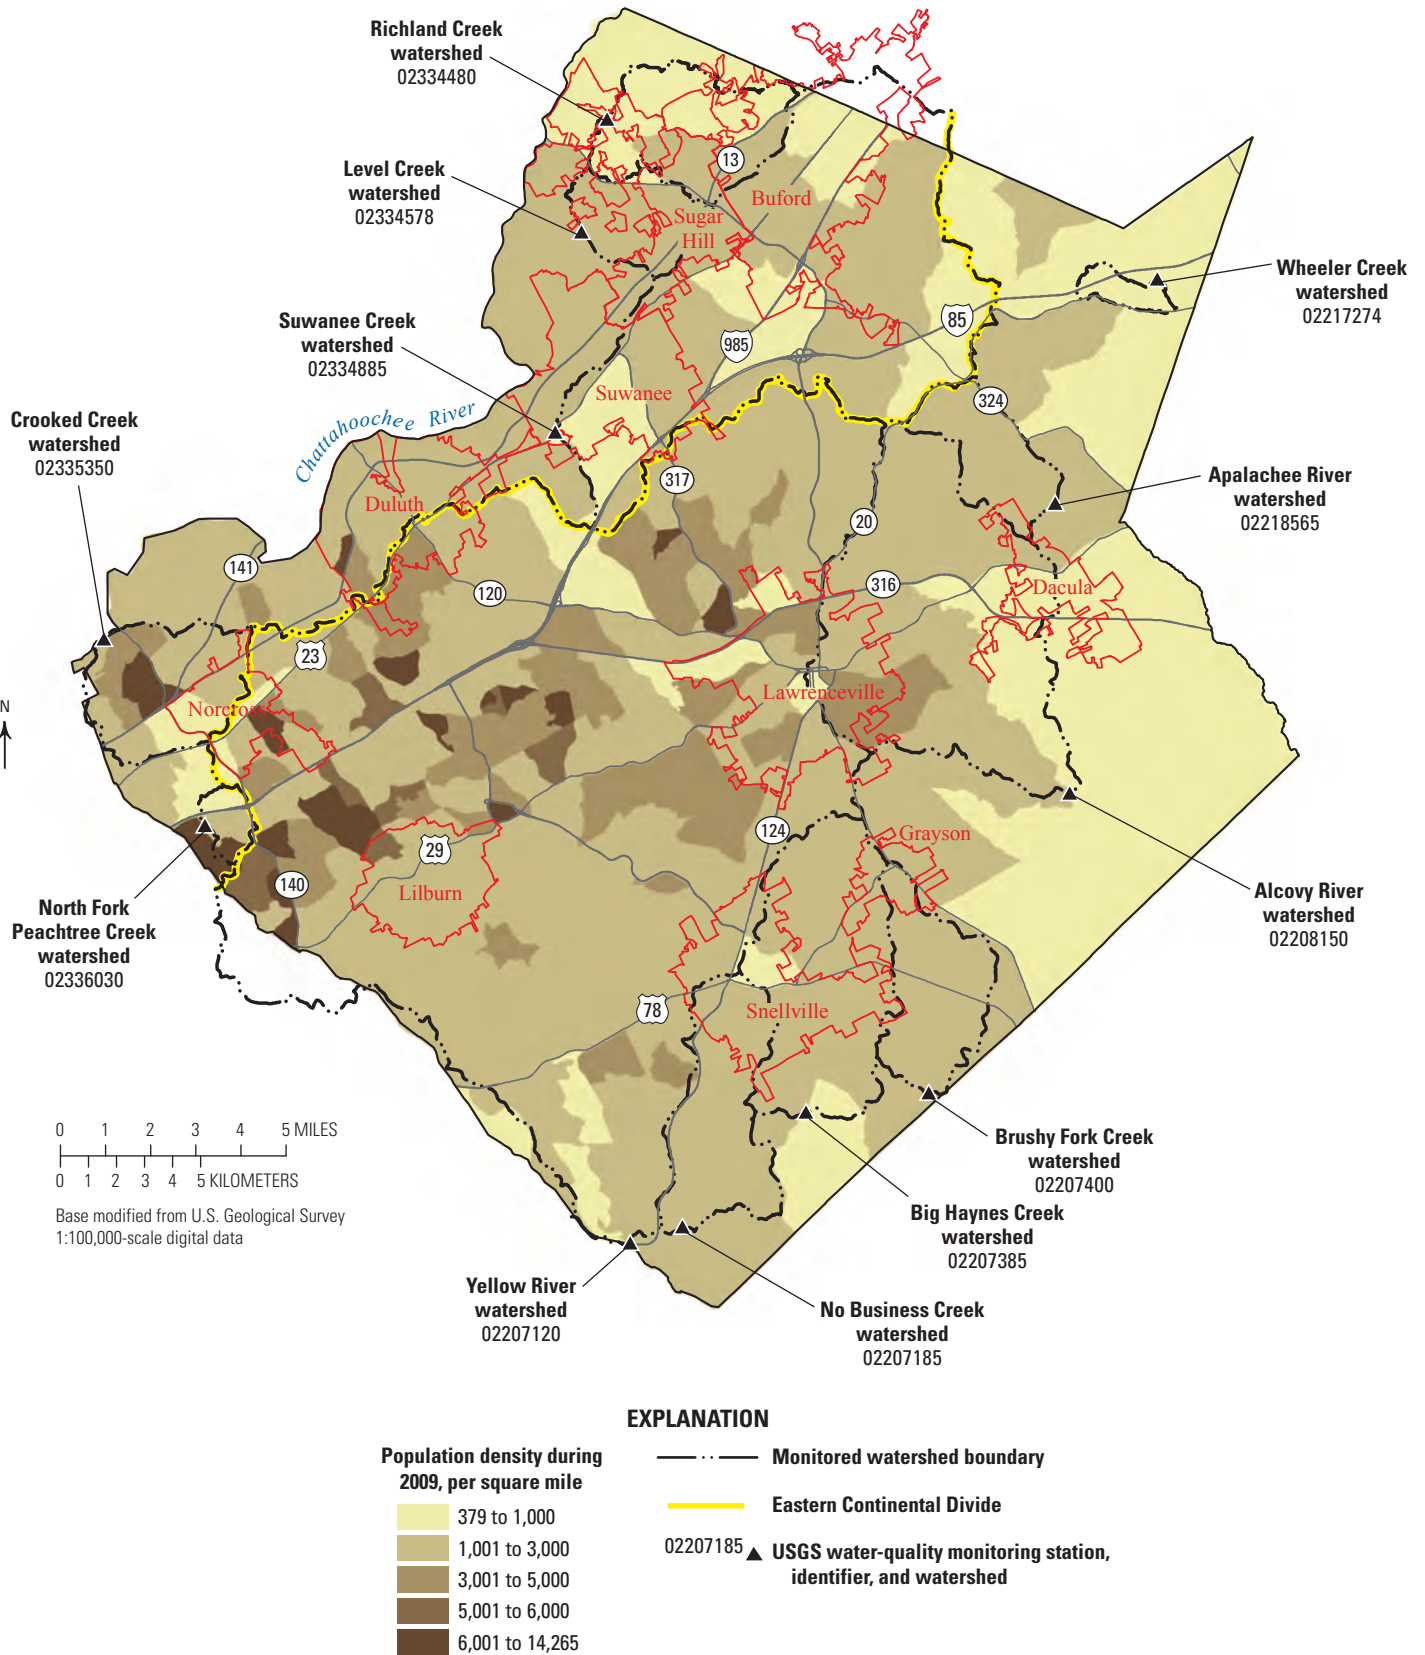 Richland Creek
watershed
02334480
Level Creek
watershed
02334578
Suwanee Creek
watershed
02334885
Crooked Creek
watershed
02335350
Chattahoochee River
13
Buford
Sugar
Hill
Wheeler Creek
watershed
02217274
85
985
Suwanee
324
317
Duluth
20
Apalachee River
watershed
02218565
141
120
316
Dacula
23
N
Norcross
Lawrenceville
124
Grayson
29
Lilburn
140
North Fork
Peachtree Creek
watershed
02336030
Alcovy River
watershed
02208150
78
Snellville
0 1 2 3 4 5 MILES
0 1 2 3 4 5 KILOMETERS
Base modified from U.S. Geological Survey
1:100,000-scale digital data
Brushy Fork Creek
watershed
02207400
Big Haynes Creek
watershed
02207385
Yellow River
watershed
02207120
No Business Creek
watershed
02207185
EXPLANATION
Population density during
2009, per square mile
379 to 1,000
1,001 to 3,000
3,001 to 5,000
5,001 to 6,000
6,001 to 14,265
Monitored watershed boundary
Eastern Continental Divide
02207185 USGS water-quality monitoring station,
identifier, and watershed